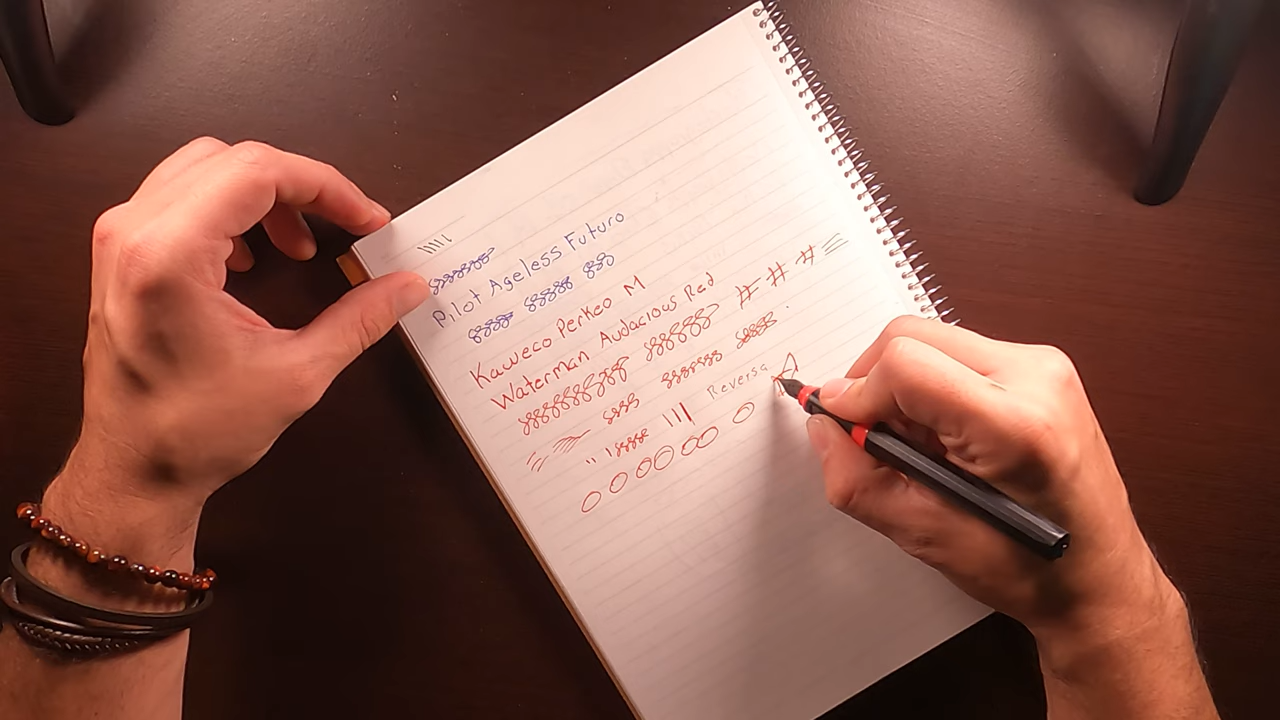 Pilot Ageless Futuro
Kaweco Perkeo M
Waterman Audacious Red
Reversa